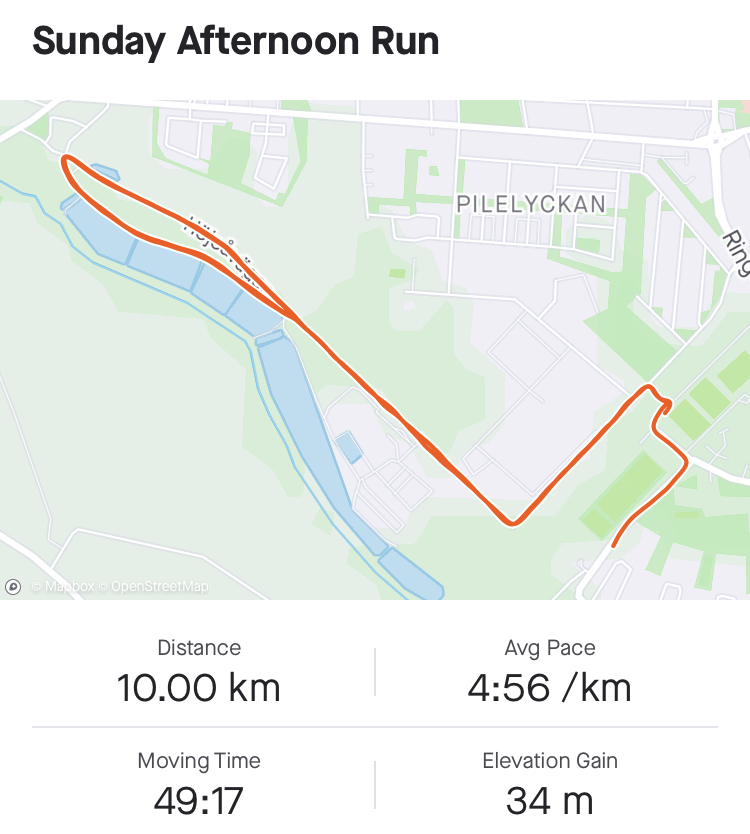 Sunday Afternoon Run
PILELYCKAN
Ring
© Mapbox © OpenStreetMap
Distance
Avg Pace
10.00 km
4:56 /km
Moving Time
Elevation Gain
49:17
34 m